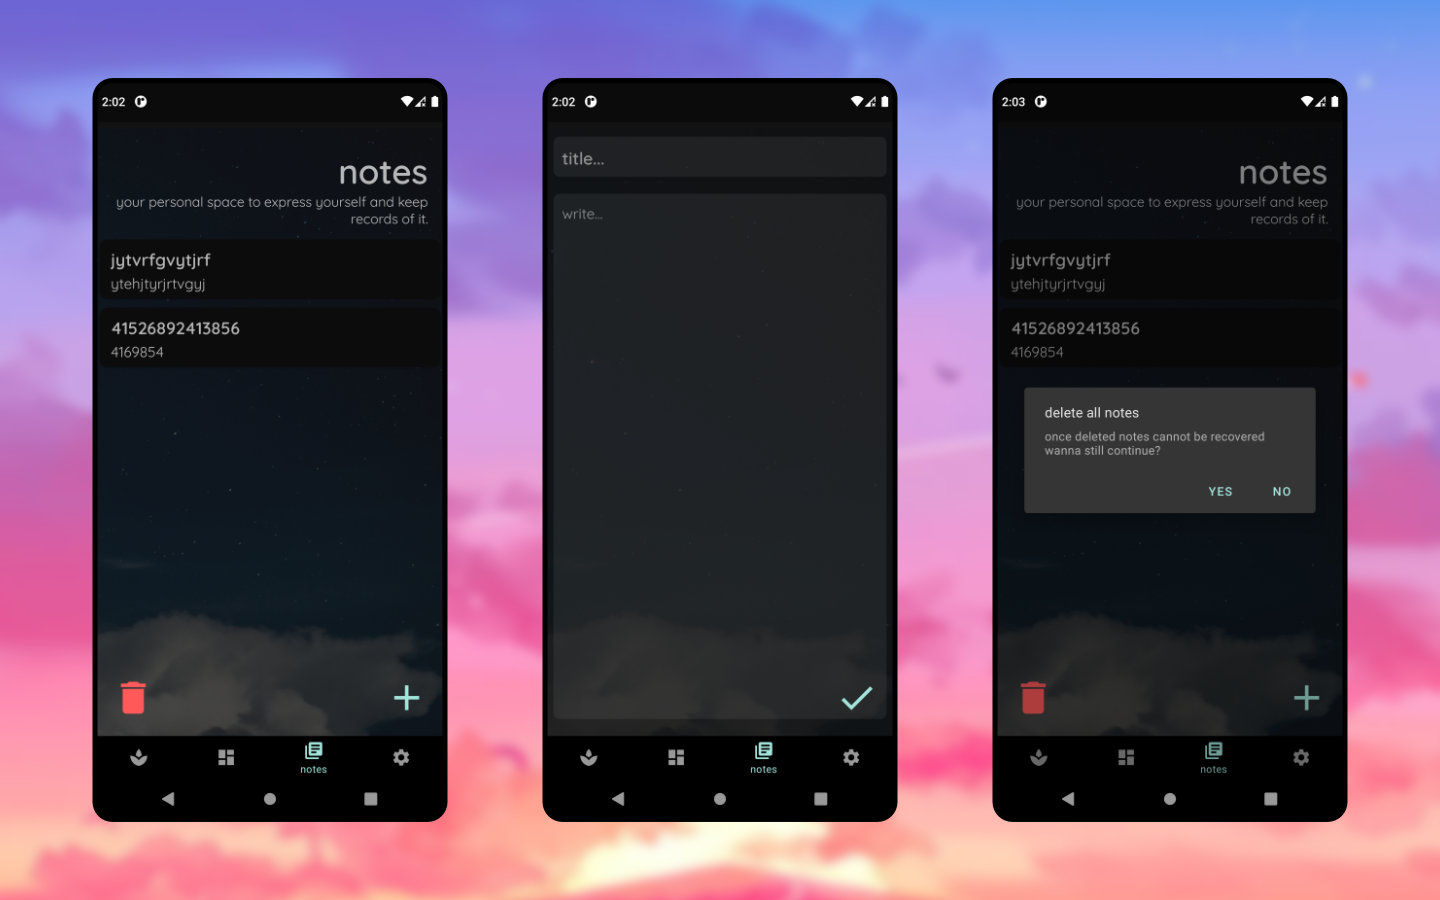 2:02
notes
your personal space to express yourself and keep
records of it.
jytvrfgvytjrf
ytehjtyrjrtvgyj
41526892413856
4169854
notes
2:02
title...
write...
notes
2:03
notes
your personal space to express yourself and keep
records of it.
jytvrfgvytjrf
ytehjtyrjrtvgyj
41526892413856
4169854
delete all notes
once deleted notes cannot be recovered
wanna still continue?
YES NO
notes